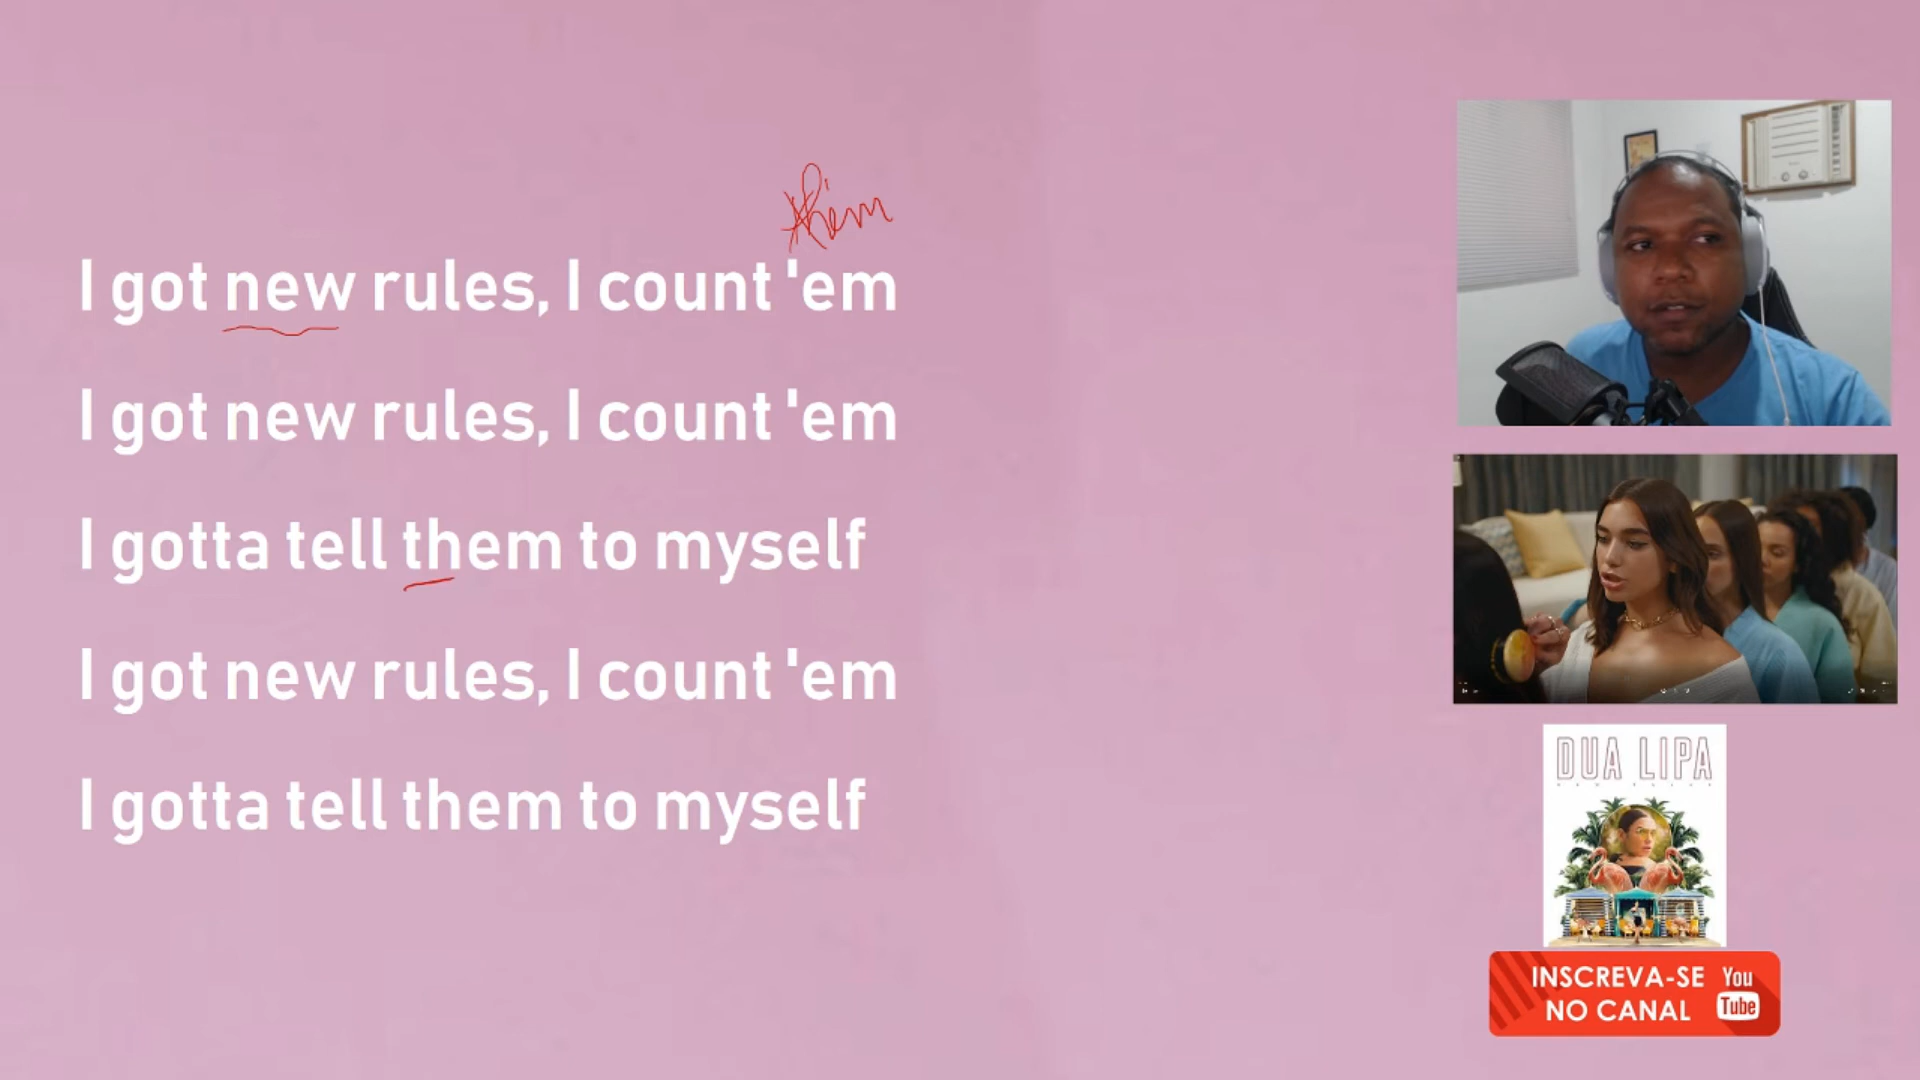 them
I got new rules, I count 'em
I got new rules, I count 'em
I gotta tell them to myself
I got new rules, I count 'em
I gotta tell them to myself
DUA LIPA
INSCREVA-SE
NO CANAL
You
Tube